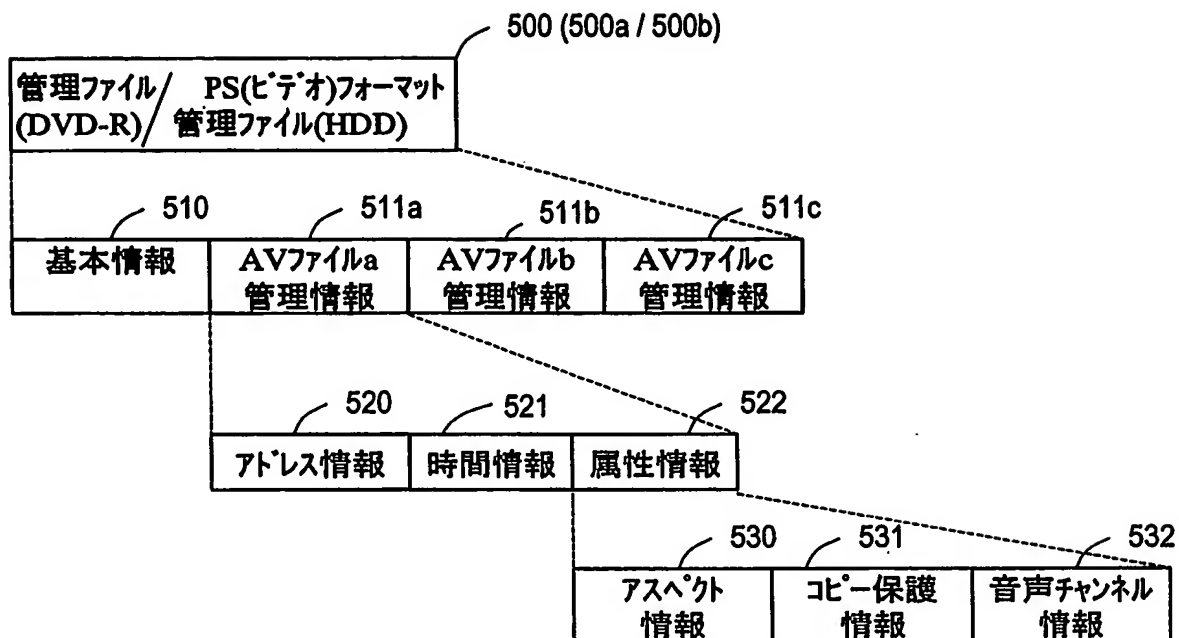 500 (500a / 500b)
管理ファイル/ PS(ビデオ)フォーマット
(DVD-R)/ 管理ファイル(HDD)
510
511a
511b
511c
基本情報
AVファイルa
管理情報
AVファイルb
管理情報
AVファイルc
管理情報
520
521
522
アドレス情報
時間情報
属性情報
530
531
532
アスペクト
情報
コピー保護
情報
音声チャンネル
情報